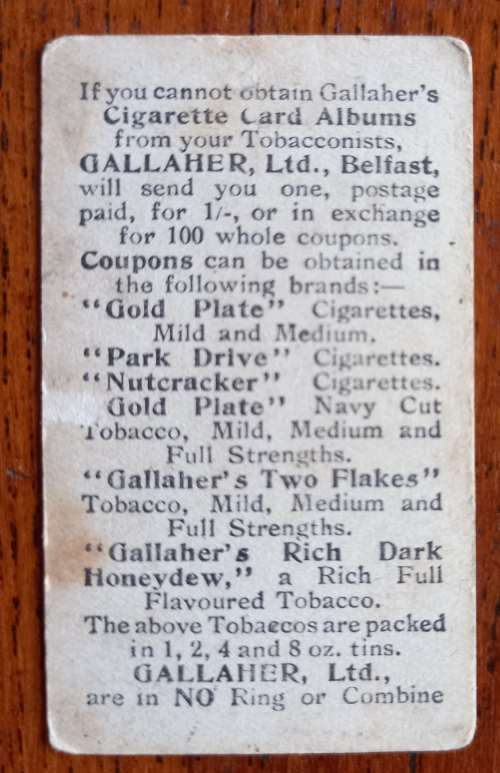 If you cannot obtain Gallaher's
Cigarette Card Albums
from your Tobacconists,
GALLAHER, Ltd., Belfast,
will send you one, postage
paid, for 1/-, or in exchange
for 100 whole coupons.
Coupons can be obtained in
the following brands:—
"Gold Plate" Cigarettes,
Mild and Medium.
"Park Drive" Cigarettes.
"Nutcracker" Cigarettes.
Gold Plate" Navy Cut
Tobacco, Mild, Medium and
Full Strengths.
"Gallaher's Two Flakes"
Tobacco, Mild, Medium and
Full Strengths.
"Gallaher's Rich Dark
Honeydew," a Rich Full
Flavoured Tobacco.
The above Tobaccos are packed
in 1, 2, 4 and 8 oz. tins.
GALLAHER, Ltd.,
are in NO Ring or Combine